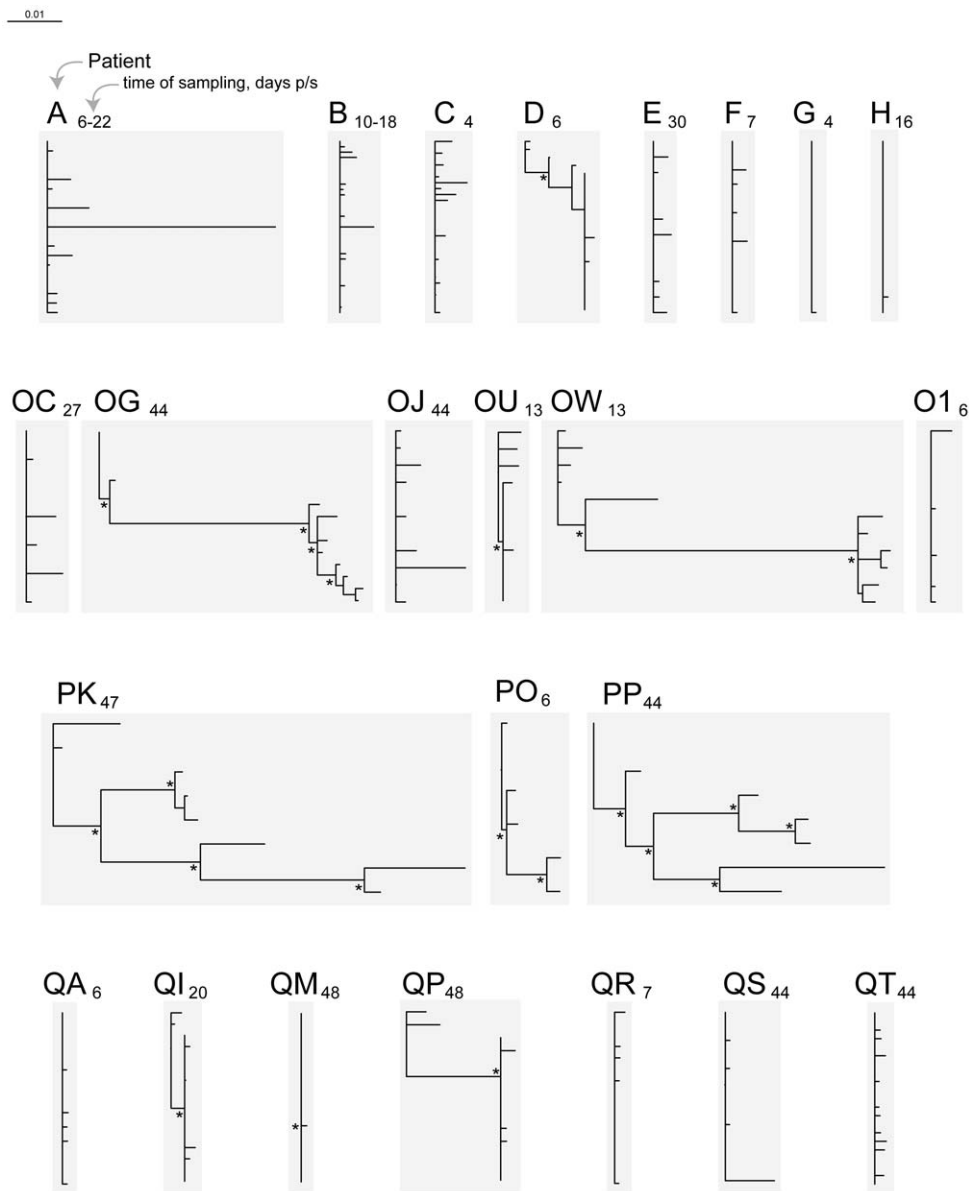 0.01
Patient
time of sampling, days p/s
A 6-22 B 10-18 C 4 D 6 E 30 F 7 G 4 H 16
*
OC 27 OG 44 OJ 44 OU 13 OW 13 O1 6
* * * * * * *
PK 47 PO 6 PP 44
* * * * * * * * * * *
QA 6 QI 20 QM 48 QP 48 QR 7 QS 44 QT 44
* * *